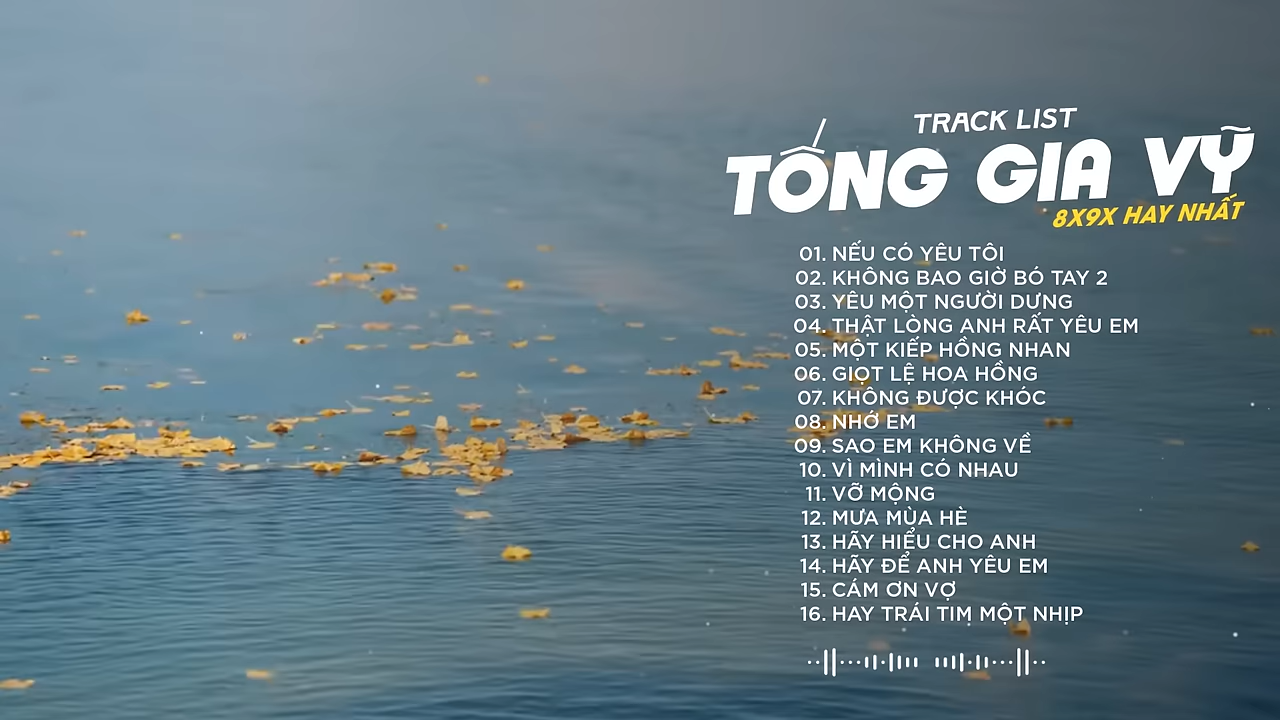 TRACK LIST
TỐNG GIA VỸ
8X9X HAY NHẤT
01. NẾU CÓ YÊU TÔI
02. KHÔNG BAO GIỜ BÓ TAY 2
03. YÊU MỘT NGƯỜI DƯNG
04. THẬT LÒNG ANH RẤT YÊU EM
05. MỘT KIẾP HỒNG NHAN
06. GIỌT LỆ HOA HỒNG
07. KHÔNG ĐƯỢC KHÓC
08. NHỚ EM
09. SAO EM KHÔNG VỀ
10. VÌ MÌNH CÓ NHAU
11. VỠ MỘNG
12. MƯA MÙA HÈ
13. HÃY HIỂU CHO ANH
14. HÃY ĐỂ ANH YÊU EM
15. CÁM ƠN VỢ
16. HAY TRÁI TIM MỘT NHỊP